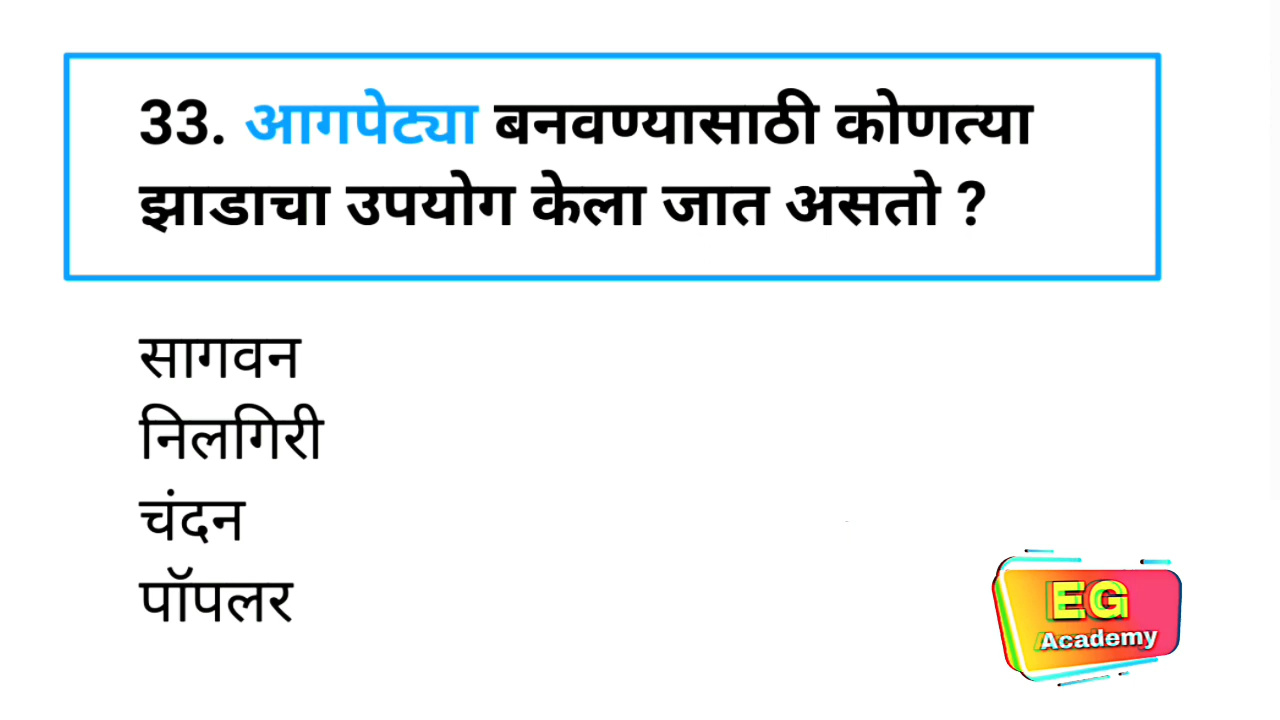 33. आगपेट्या बनवण्यासाठी कोणत्या
झाडाचा उपयोग केला जात असतो ?
सागवन
निलगिरी
चंदन
पॉपलर
EG
Academy